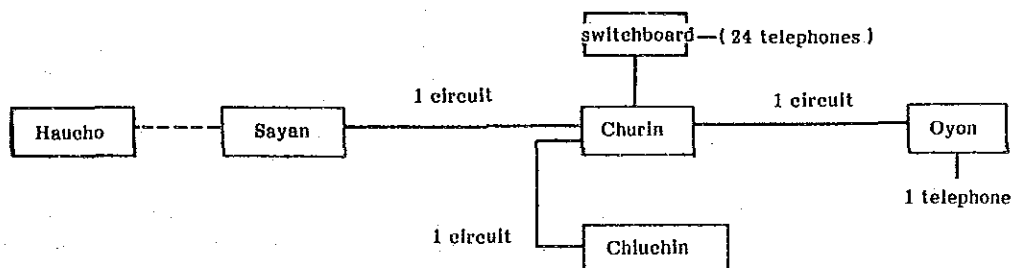 switchboard—(24 telephones)
1 circuit
1 circuit
Haucho
Sayan
Churin
Oyon
1 telephone
1 circuit
Chiuchin